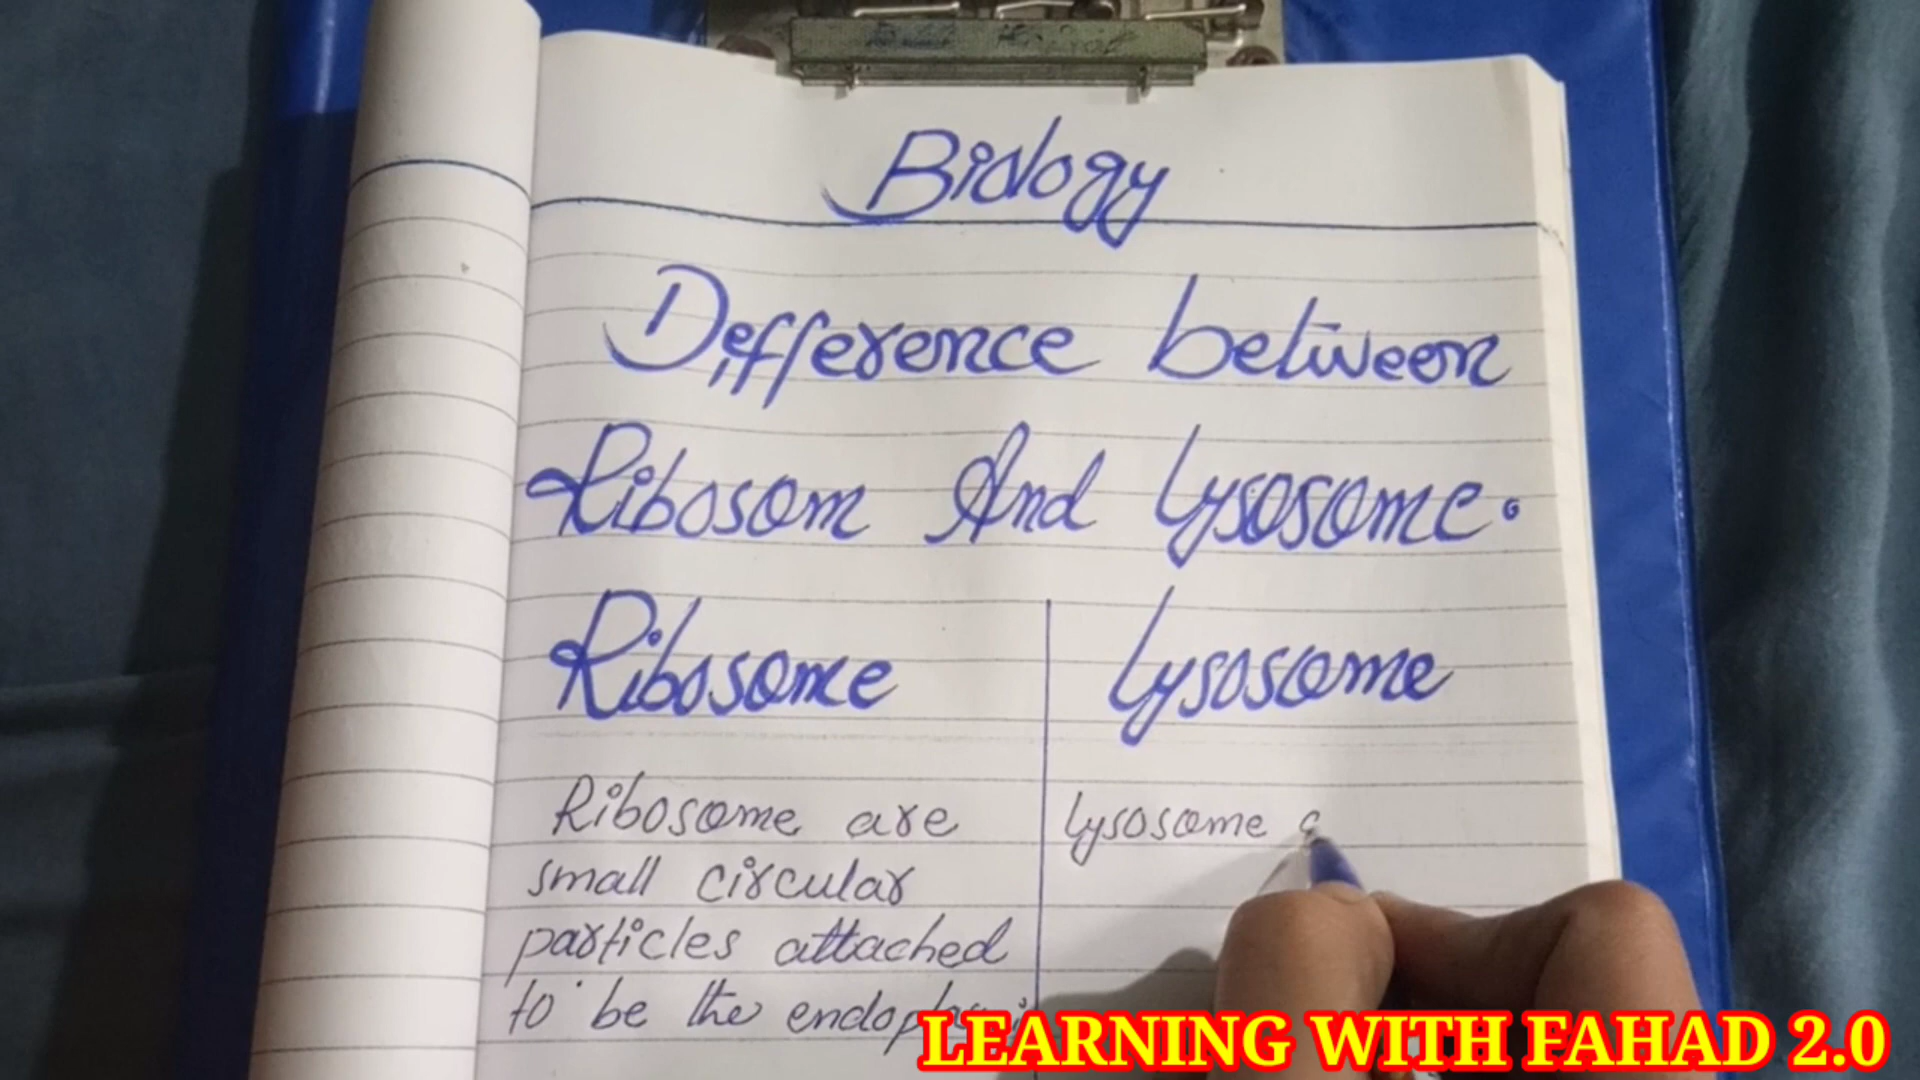 Biology
Difference between
Ribosom And Lysosome.
Ribosome
Lysosome
Ribosome are
small circular
particles attached
to be the
Lysosome
LEARNING WITH FAHAD 2.0